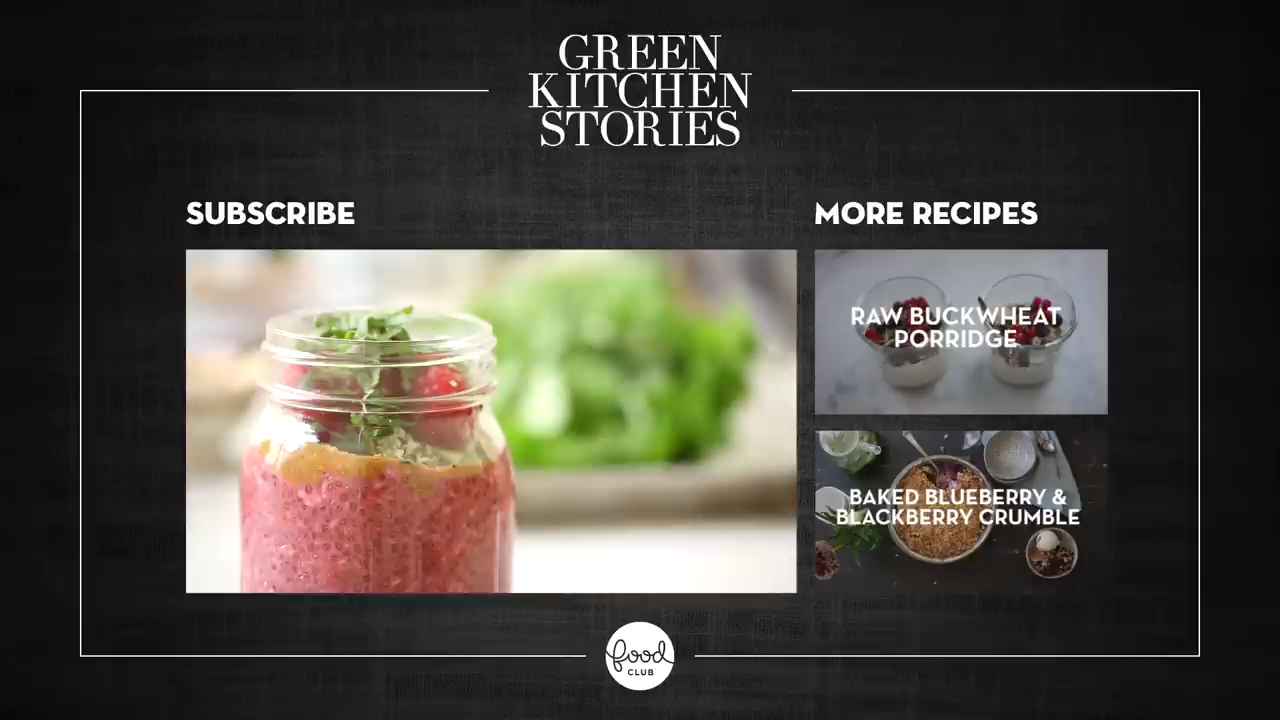 GREEN
KITCHEN
STORIES
SUBSCRIBE
MORE RECIPES
RAW BUCKWHEAT
PORRIDGE
BAKED BLUEBERRY &
BLACKBERRY CRUMBLE
food
CLUB